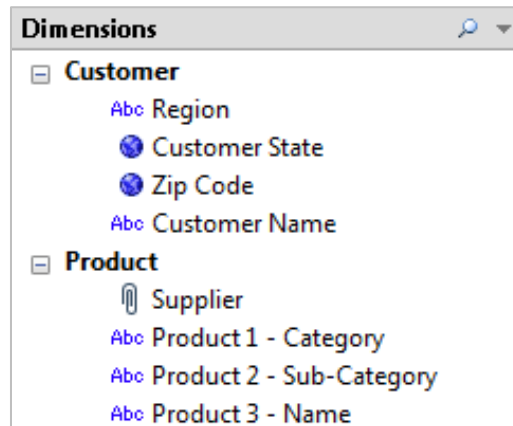 Dimensions
Customer
Abc Region
Customer State
Zip Code
Abc Customer Name
Product
Supplier
Abc Product 1 - Category
Abc Product 2 - Sub-Category
Abc Product 3 - Name